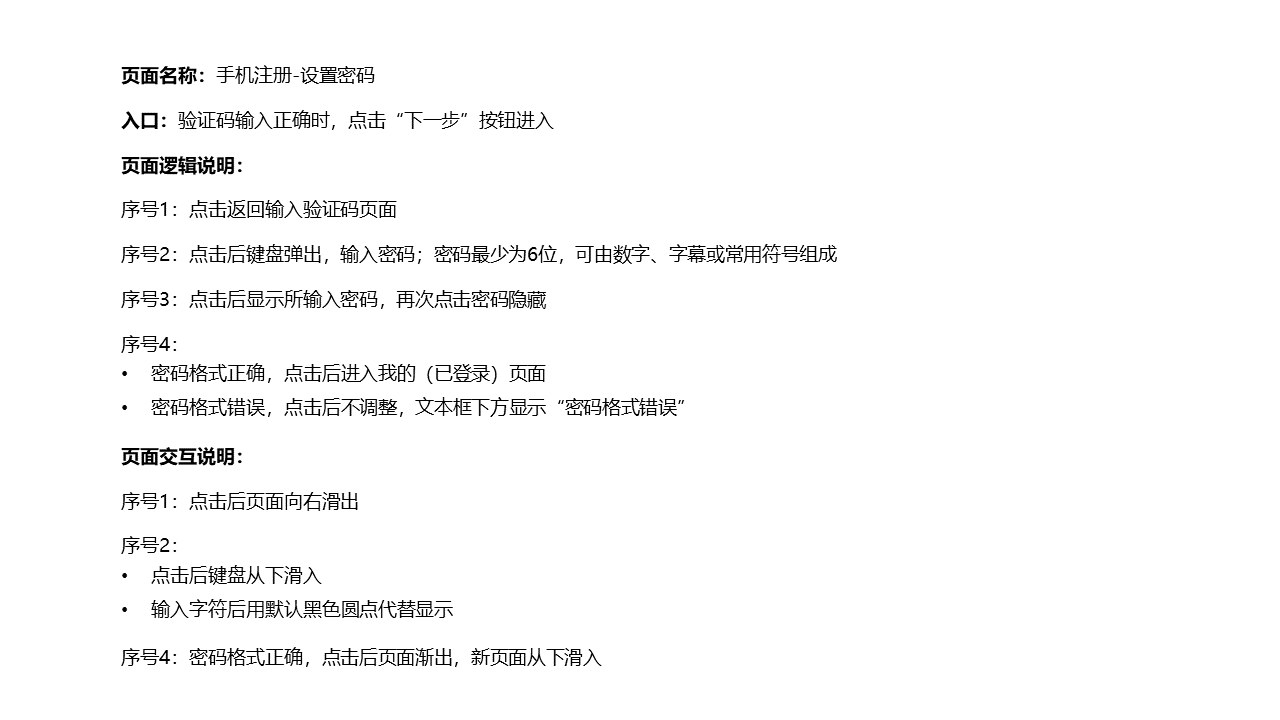 页面名称：手机注册-设置密码
入口：验证码输入正确时，点击“下一步”按钮进入
页面逻辑说明：
序号1：点击返回输入验证码页面
序号2：点击后键盘弹出，输入密码；密码最少为6位，可由数字、字幕或常用符号组成
序号3：点击后显示所输入密码，再次点击密码隐藏
序号4：
• 密码格式正确，点击后进入我的（已登录）页面
• 密码格式错误，点击后不调整，文本框下方显示“密码格式错误”
页面交互说明：
序号1：点击后页面向右滑出
序号2：
• 点击后键盘从下滑入
• 输入字符后用默认黑色圆点代替显示
序号4：密码格式正确，点击后页面渐出，新页面从下滑入